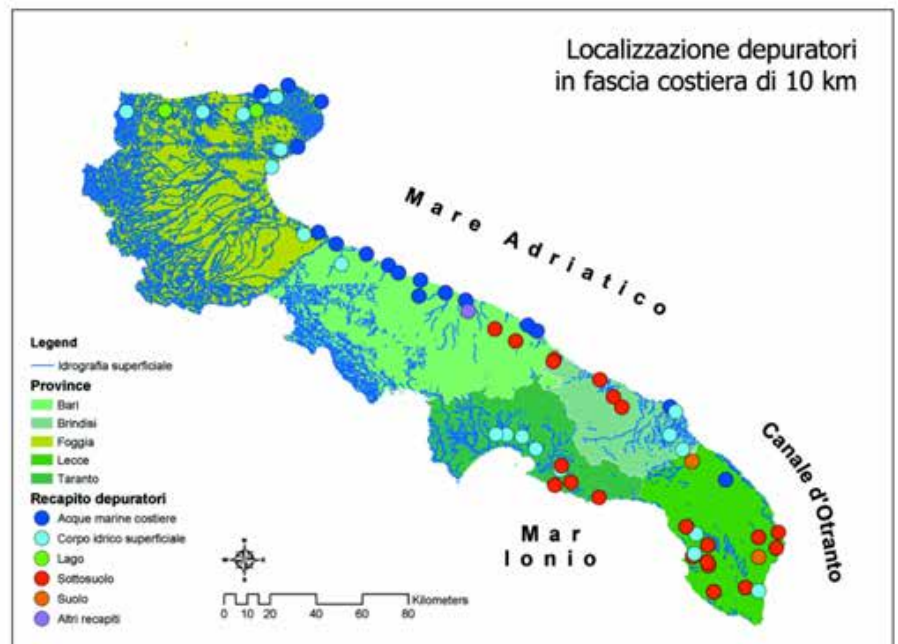 Localizzazione depuratori
in fascia costiera di 10 km
Mare Adriatico
Canale d'Otranto
Mar
Ionio
Legend
Idrografia superficiale
Province
Bari
Brindisi
Foggia
Lecce
Taranto
Recapito depuratori
Acque marine costiere
Corpo idrico superficiale
Lago
Sottosuolo
Suolo
Altri recapiti
Kilometers
0 10 20 40 60 80